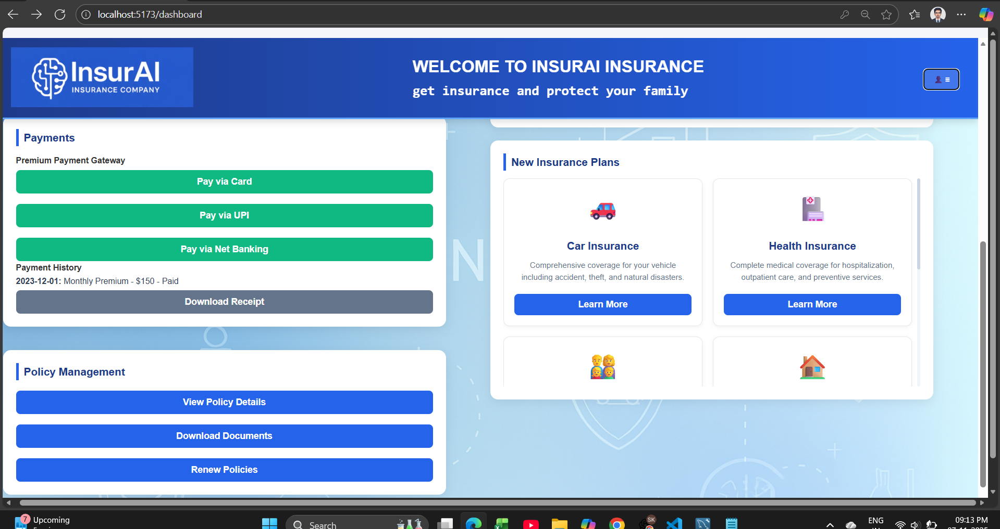 localhost:5173/dashboard
InsurAI
INSURANCE COMPANY
WELCOME TO INSURAI INSURANCE
get insurance and protect your family
Payments
Premium Payment Gateway
Pay via Card
Pay via UPI
Pay via Net Banking
Payment History
2023-12-01: Monthly Premium - $150 - Paid
Download Receipt
Policy Management
View Policy Details
Download Documents
Renew Policies
N
New Insurance Plans
Car Insurance
Comprehensive coverage for your vehicle
including accident, theft, and natural disasters.
Learn More
Health Insurance
Complete medical coverage for hospitalization,
outpatient care, and preventive services.
Learn More
7
Upcoming
Search
SK
ENG
09:13 PM